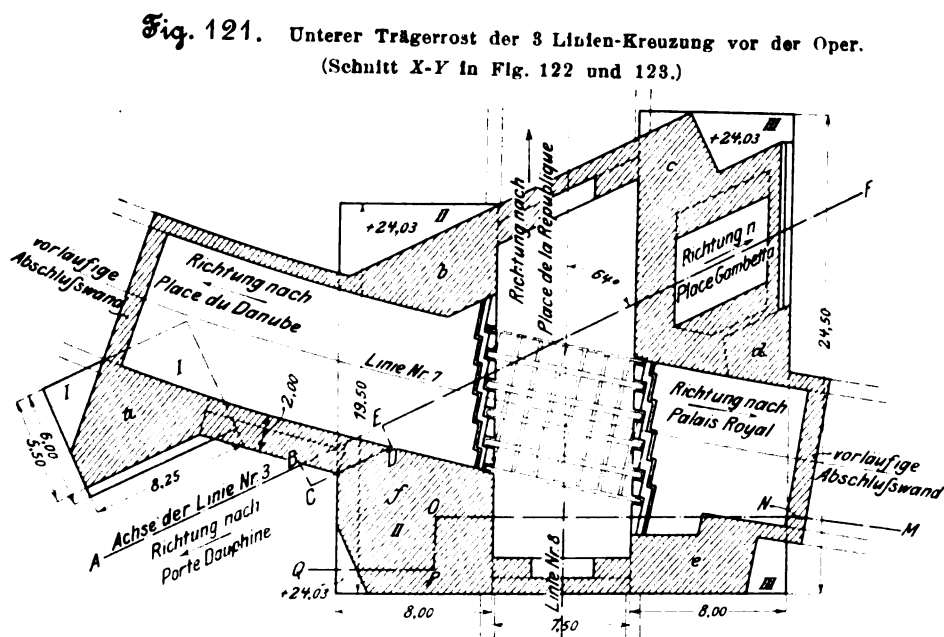 Fig. 121. Unterer Trägerrost der 3 Linien-Kreuzung vor der Oper.
(Schnitt X-Y in Fig. 122 und 123.)
III
+24,03
II
+24,03
c
F
Richtung nach
Place de la République
b
64°
Richtung n
Place Gambetta
vorläufige
Abschlußwand
Richtung nach
Place du Danube
24,50
d
Linie Nr 7
I
I
a
2.00
19.50
E
Richtung nach
Palais Royal
6,00
5,50
8.25
B
C
D
vorläufige
Abschlußwand
f
N
A Achse der Linie Nr 3
Richtung nach
Porte Dauphine
O
M
II
Q
P
+24.03
Linie Nr 8
e
III
8,00
7,50
8,00